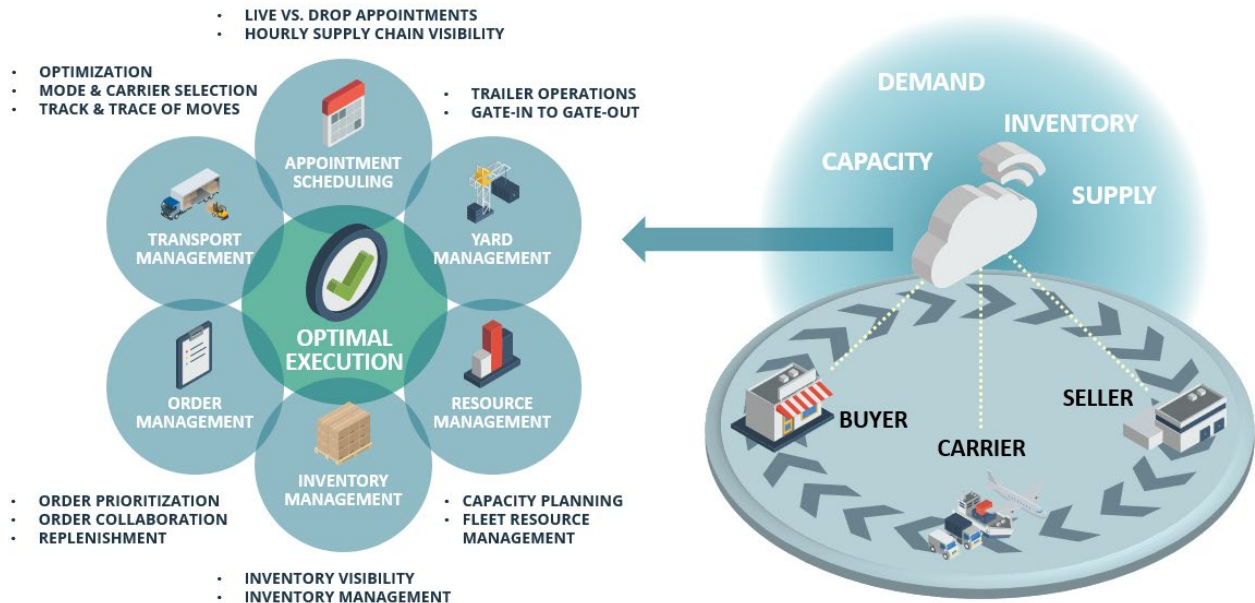 • LIVE VS. DROP APPOINTMENTS
• HOURLY SUPPLY CHAIN VISIBILITY
• OPTIMIZATION
• MODE & CARRIER SELECTION
• TRACK & TRACE OF MOVES
• TRAILER OPERATIONS
• GATE-IN TO GATE-OUT
APPOINTMENT
SCHEDULING
TRANSPORT
MANAGEMENT
YARD
MANAGEMENT
OPTIMAL
EXECUTION
ORDER
MANAGEMENT
RESOURCE
MANAGEMENT
INVENTORY
MANAGEMENT
• ORDER PRIORITIZATION
• ORDER COLLABORATION
• REPLENISHMENT
• CAPACITY PLANNING
• FLEET RESOURCE
MANAGEMENT
• INVENTORY VISIBILITY
• INVENTORY MANAGEMENT
DEMAND
INVENTORY
CAPACITY
SUPPLY
BUYER
SELLER
CARRIER